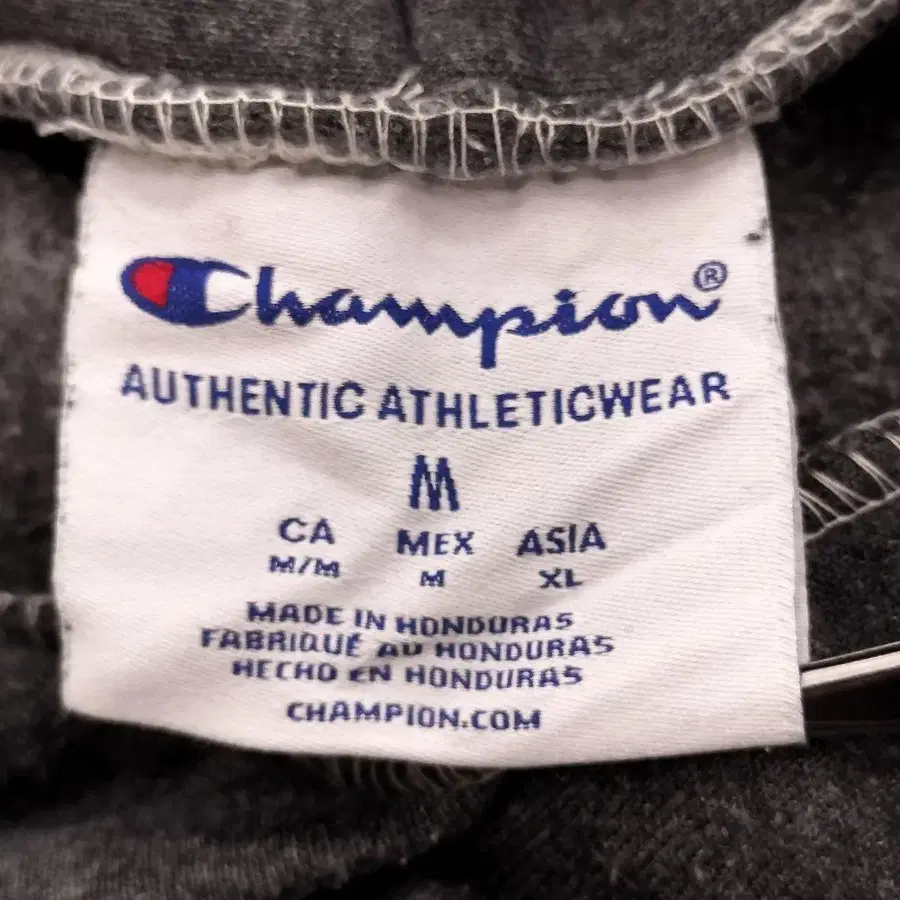 Champion®
AUTHENTIC ATHLETICWEAR
M
CA MEX ASIA
M/M M XL
MADE IN HONDURAS
FABRIQUÉ AU HONDURAS
HECHO EN HONDURAS
CHAMPION.COM